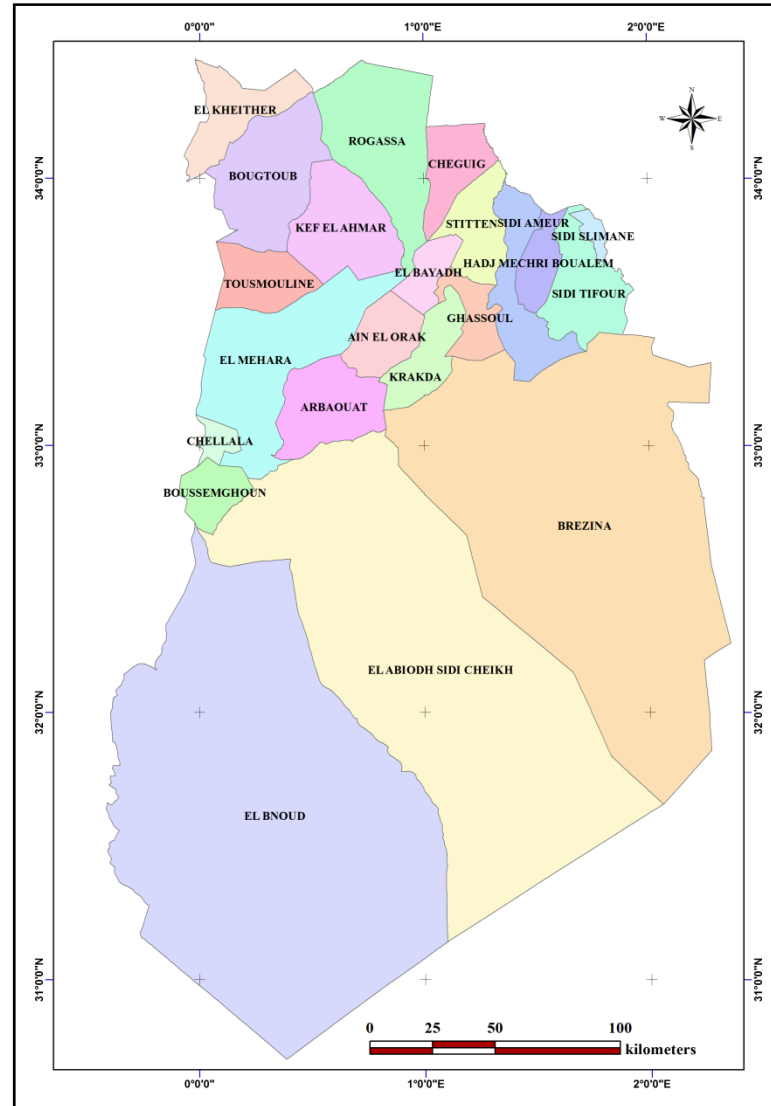 0°0'0" 1°0'0"E 2°0'0"E
N
W E
S
EL KHEITHER
ROGASSA
CHEGUIG
34°0'0"N 34°0'0"N
BOUGTOUB
STITTEN SIDI AMEUR
KEF EL AHMAR
SIDI SLIMANE
EL BAYADH HADJ MECHRI BOUALEM
TOUSMOULINE
SIDI TIFOUR
GHASSOUL
AIN EL ORAK
EL MEHARA
KRAKDA
ARBAOUAT
CHELLALA
33°0'0"N 33°0'0"N
BOUSSEMGHOUN
BREZINA
EL ABIODH SIDI CHEIKH
32°0'0"N 32°0'0"N
EL BNOUD
31°0'0"N 31°0'0"N
0 25 50 100
kilometers
0°0'0" 1°0'0"E 2°0'0"E